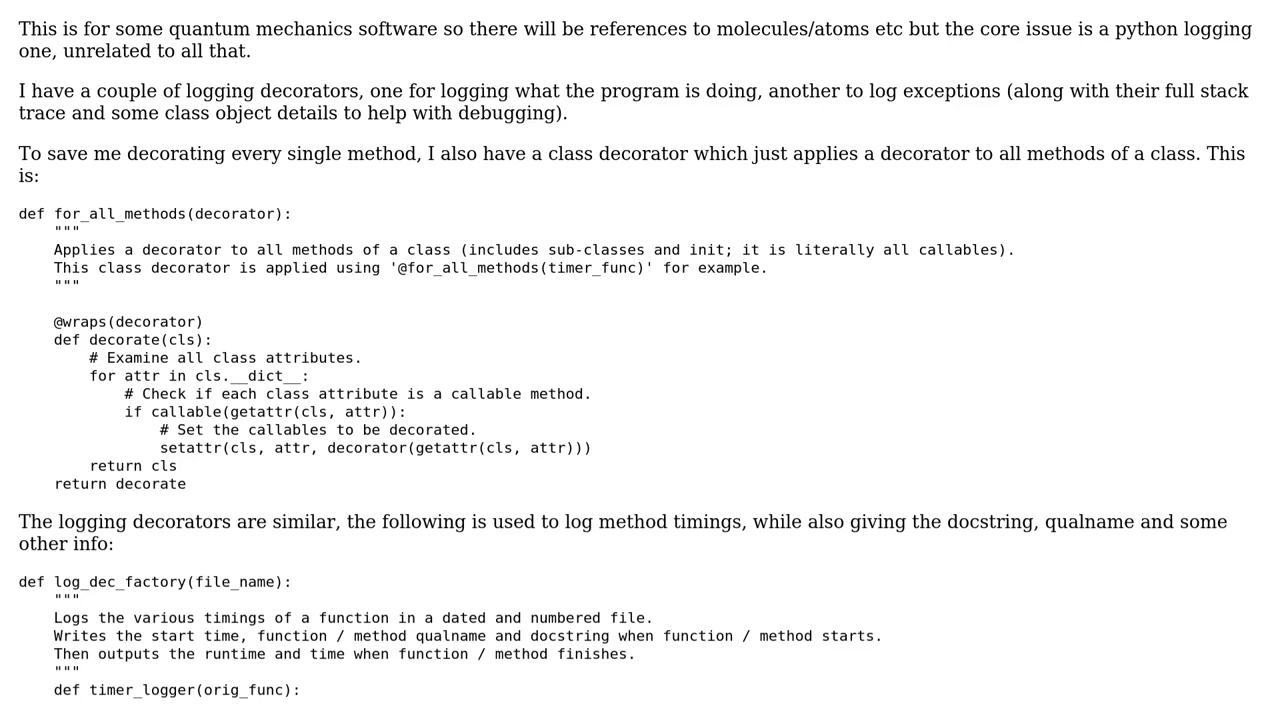 This is for some quantum mechanics software so there will be references to molecules/atoms etc but the core issue is a python logging
one, unrelated to all that.
I have a couple of logging decorators, one for logging what the program is doing, another to log exceptions (along with their full stack
trace and some class object details to help with debugging).
To save me decorating every single method, I also have a class decorator which just applies a decorator to all methods of a class. This
is:
def for_all_methods(decorator):
    """
    Applies a decorator to all methods of a class (includes sub-classes and init; it is literally all callables).
    This class decorator is applied using '@for_all_methods(timer_func)' for example.
    """
    @wraps(decorator)
    def decorate(cls):
        # Examine all class attributes.
        for attr in cls.__dict__:
            # Check if each class attribute is a callable method.
            if callable(getattr(cls, attr)):
                # Set the callables to be decorated.
                setattr(cls, attr, decorator(getattr(cls, attr)))
        return cls
    return decorate
The logging decorators are similar, the following is used to log method timings, while also giving the docstring, qualname and some
other info:
def log_dec_factory(file_name):
    """
    Logs the various timings of a function in a dated and numbered file.
    Writes the start time, function / method qualname and docstring when function / method starts.
    Then outputs the runtime and time when function / method finishes.
    """
    def timer_logger(orig_func):